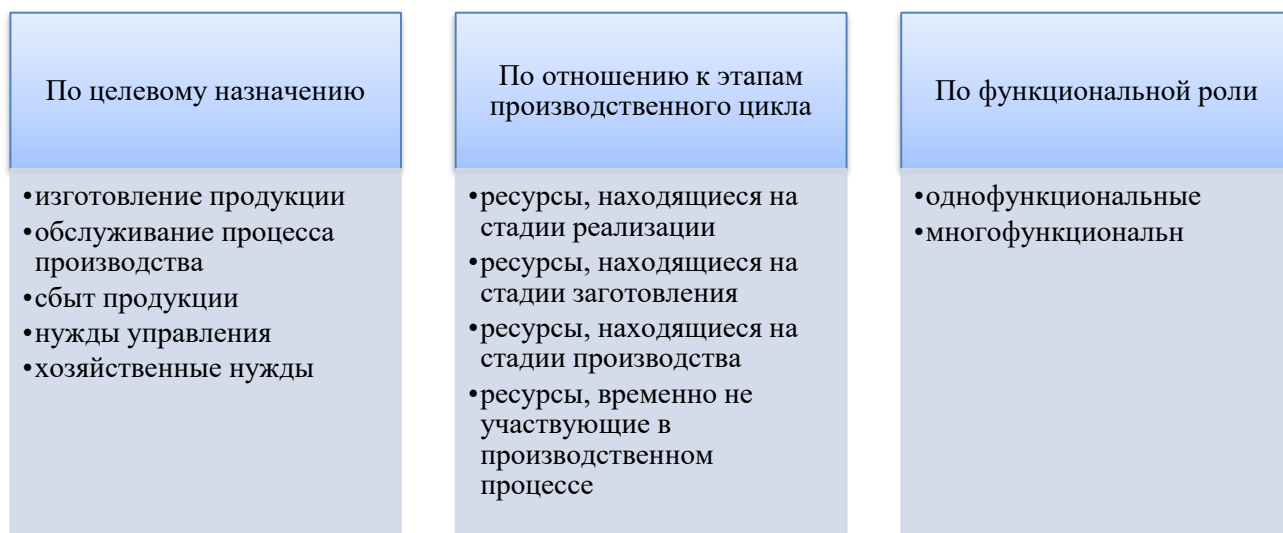 По целевому назначению
•изготовление продукции
•обслуживание процесса
производства
•сбыт продукции
•нужды управления
•хозяйственные нужды
По отношению к этапам
производственного цикла
•ресурсы, находящиеся на
стадии реализации
•ресурсы, находящиеся на
стадии заготовления
•ресурсы, находящиеся на
стадии производства
•ресурсы, временно не
участвующие в
производственном
процессе
По функциональной роли
•однофункциональные
•многофункциональн